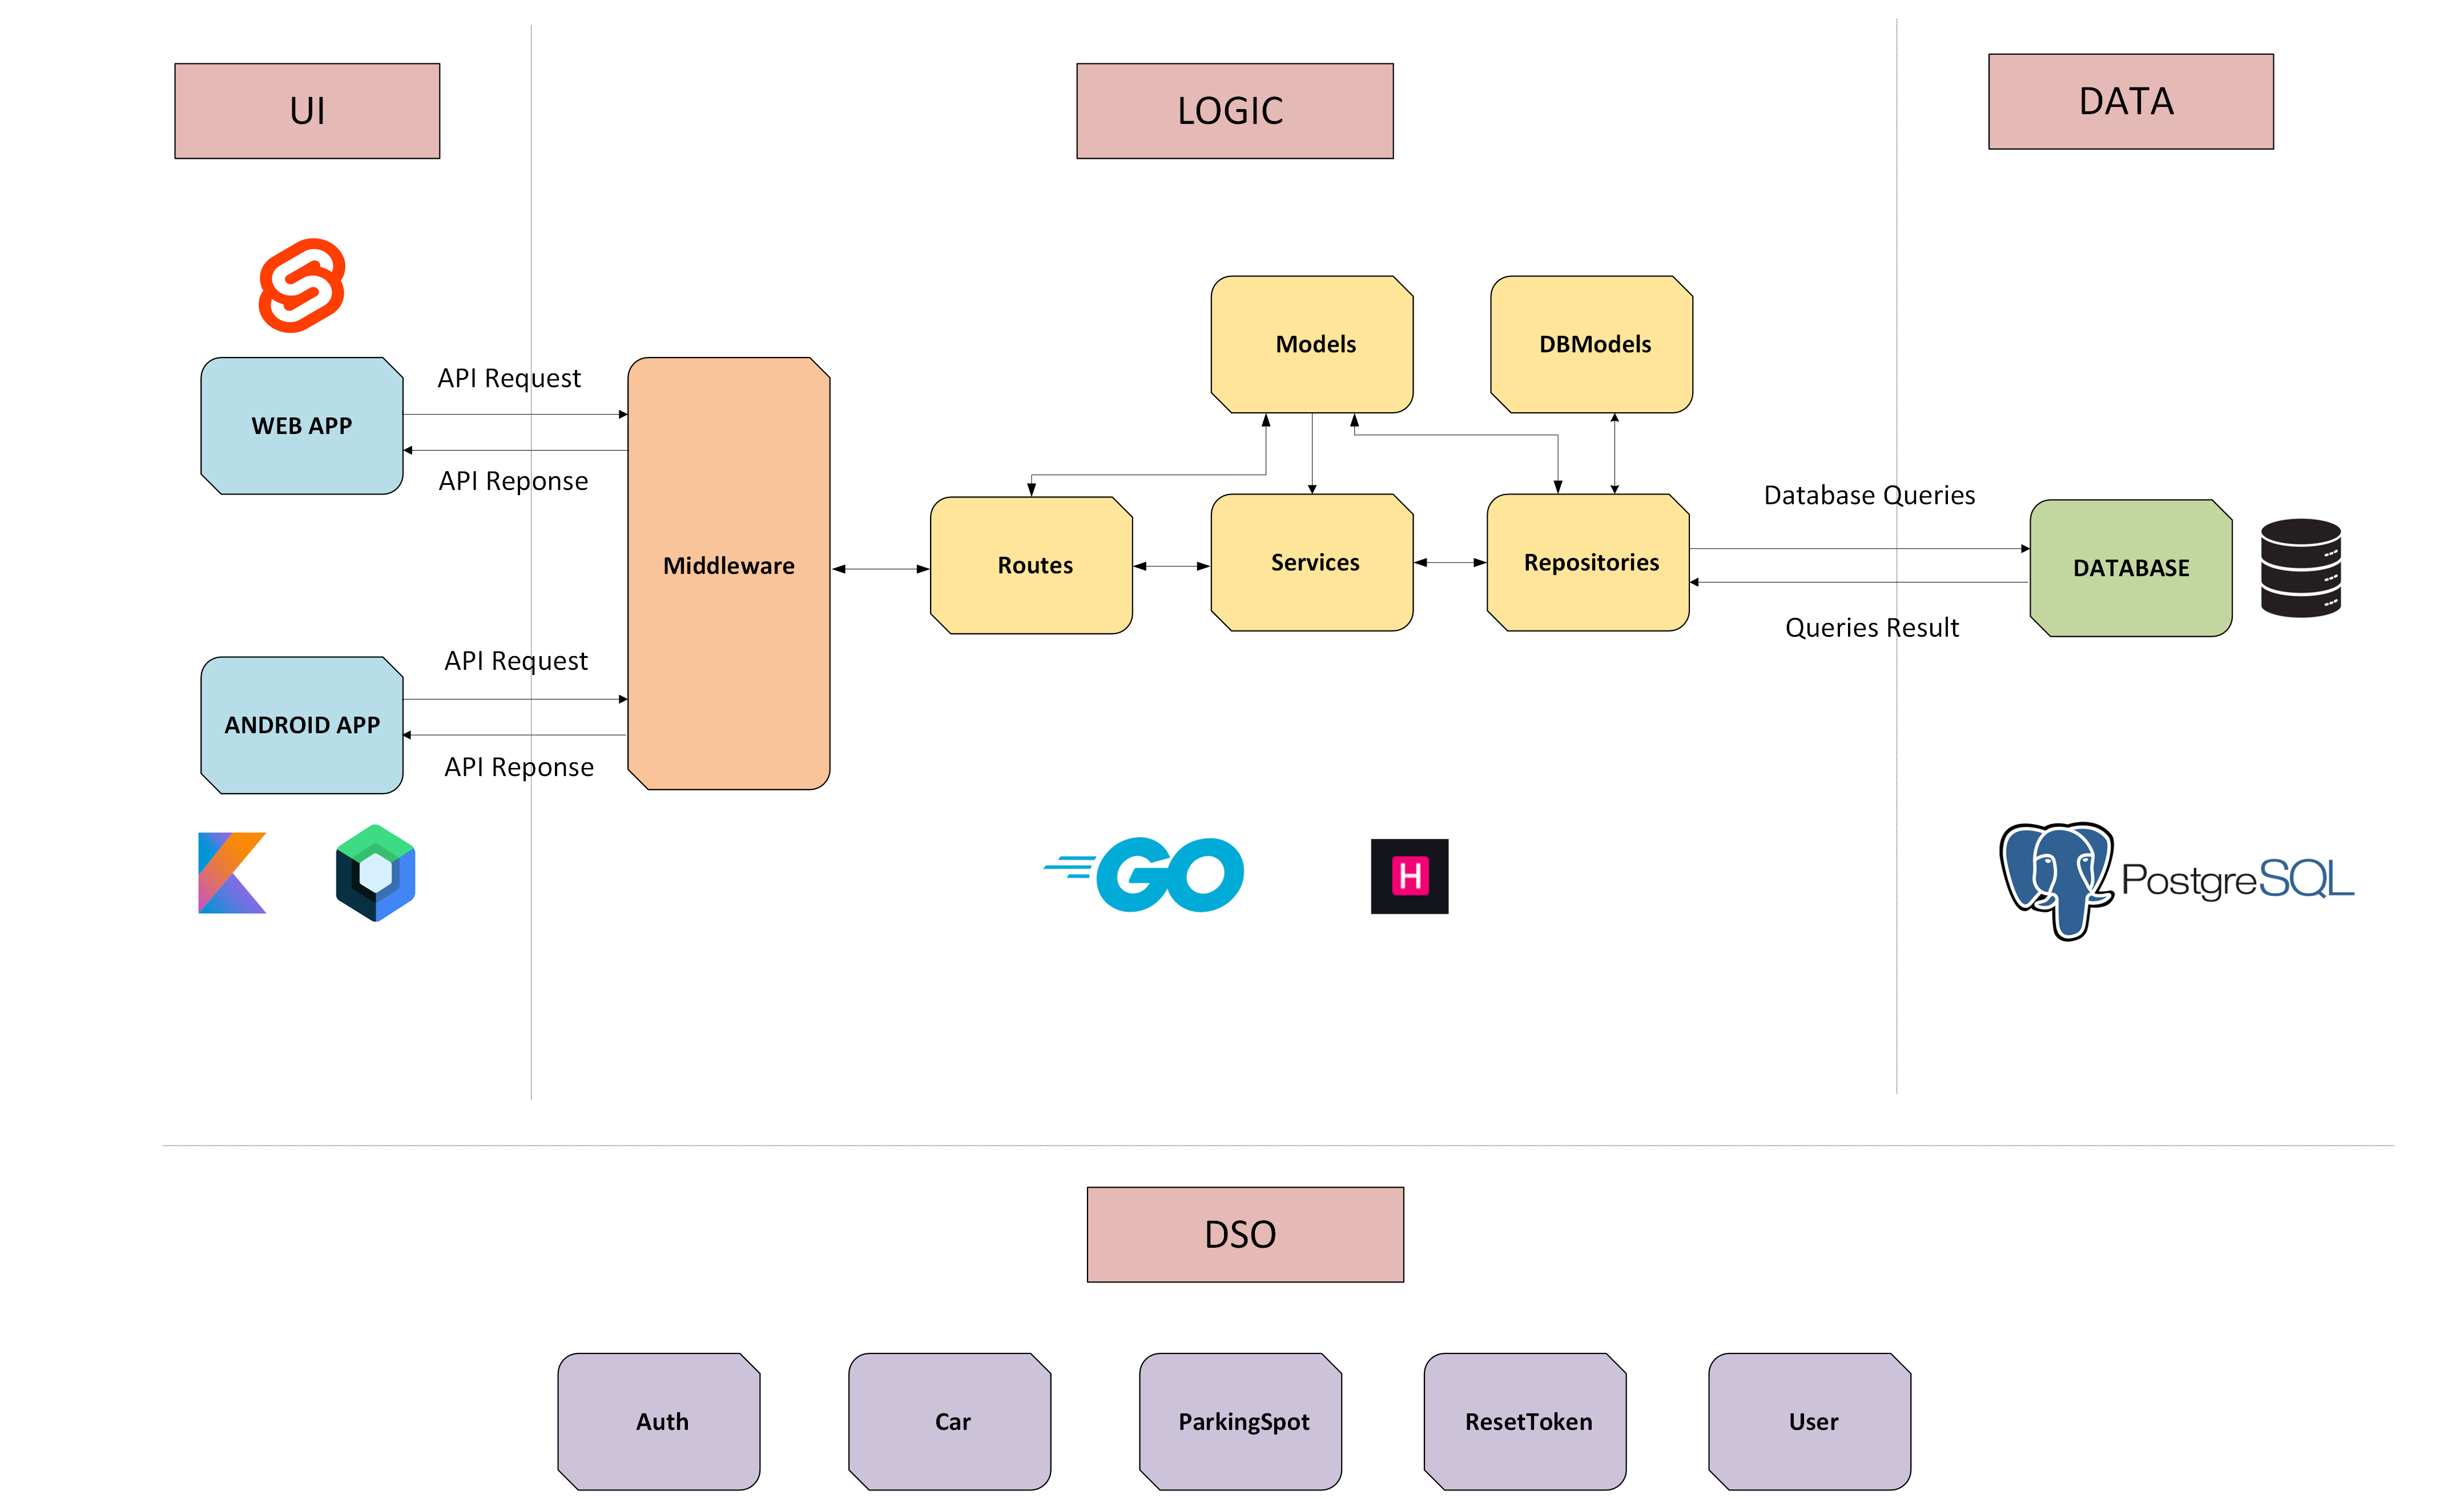 UI
LOGIC
DATA
Models
DBModels
WEB APP
API Request
API Reponse
Middleware
Routes
Services
Repositories
Database Queries
Queries Result
DATABASE
ANDROID APP
API Request
API Reponse
GO
H
PostgreSQL
DSO
Auth
Car
ParkingSpot
ResetToken
User